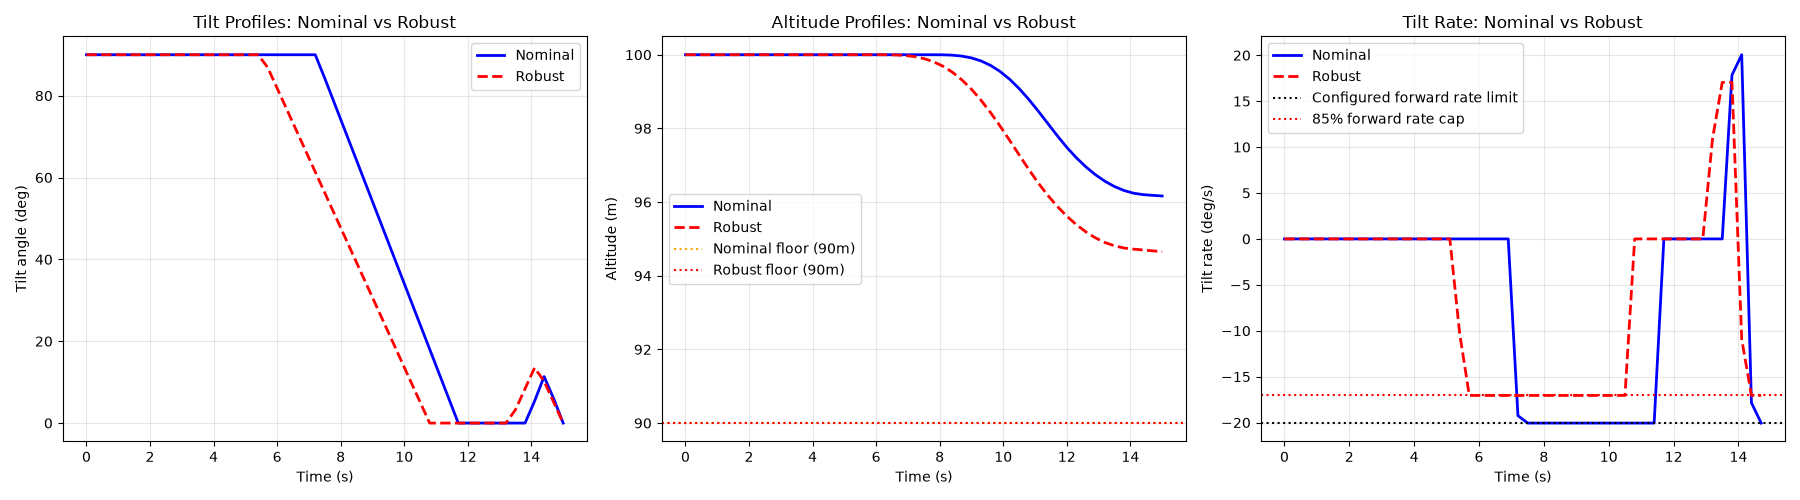 Tilt Profiles: Nominal vs Robust
Tilt angle (deg)
80
60
40
20
0
0 2 4 6 8 10 12 14
Time (s)
Nominal
Robust
Altitude Profiles: Nominal vs Robust
Altitude (m)
100
98
96
94
92
90
0 2 4 6 8 10 12 14
Time (s)
Nominal
Robust
Nominal floor (90m)
Robust floor (90m)
Tilt Rate: Nominal vs Robust
Tilt rate (deg/s)
20
15
10
5
0
−5
−10
−15
−20
0 2 4 6 8 10 12 14
Time (s)
Nominal
Robust
Configured forward rate limit
85% forward rate cap